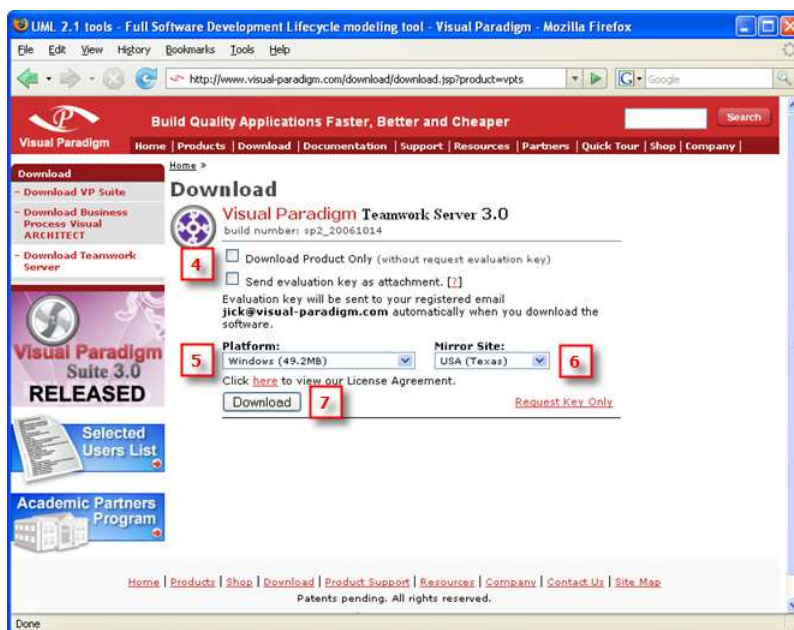 UML 2.1 tools - Full Software Development Lifecycle modeling tool - Visual Paradigm - Mozilla Firefox
File Edit View History Bookmarks Tools Help
http://www.visual-paradigm.com/download/download.jsp?product=vpts
G Google
Build Quality Applications Faster, Better and Cheaper
Search
Visual Paradigm
Home | Products | Download | Documentation | Support | Resources | Partners | Quick Tour | Shop | Company |
Download
- Download VP Suite
- Download Business
Process Visual
ARCHITECT
- Download Teamwork
Server
Visual Paradigm
Suite 3.0
RELEASED
Selected
Users List
Academic Partners
Program
Home >
Download
Visual Paradigm Teamwork Server 3.0
build number: sp2_20061014
4
Download Product Only (without request evaluation key)
Send evaluation key as attachment. [?]
Evaluation key will be sent to your registered email
jick@visual-paradigm.com automatically when you download the
software.
Platform: Mirror Site:
5 Windows (49.2MB) USA (Texas) 6
Click here to view our License Agreement.
Download 7 Request Key Only
Home | Products | Shop | Download | Product Support | Resources | Company | Contact Us | Site Map
Patents pending. All rights reserved.
Done